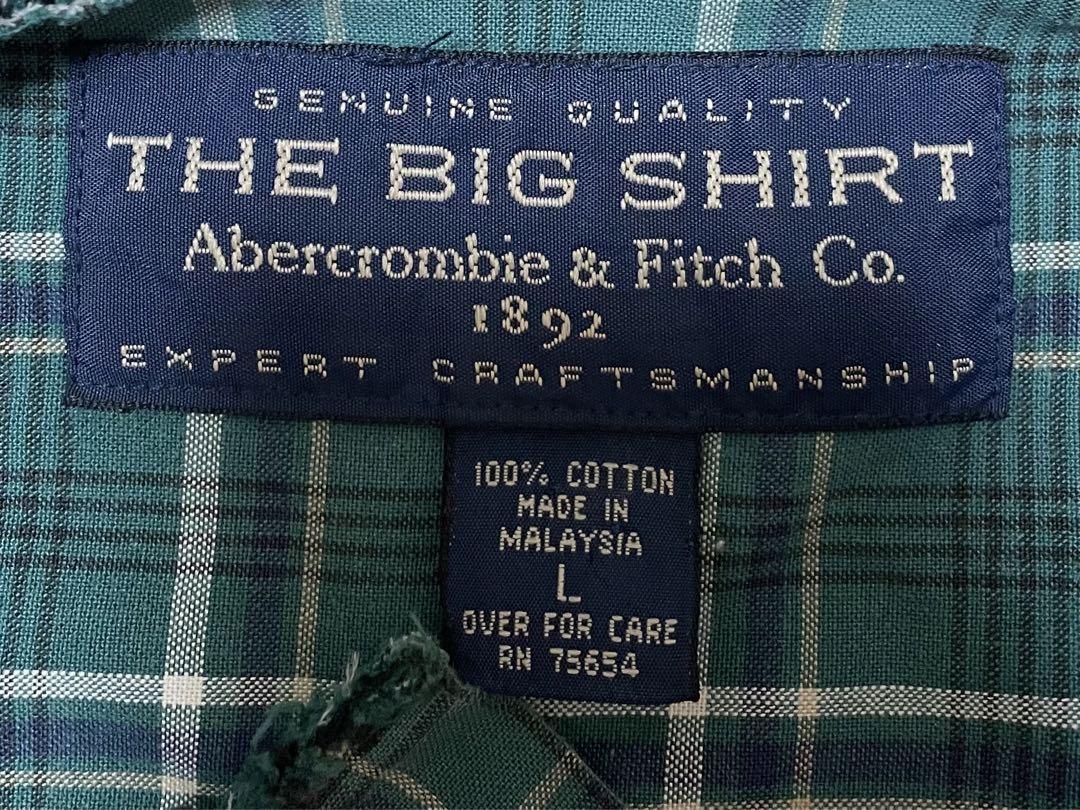 GENUINE QUALITY
THE BIG SHIRT
Abercrombie & Fitch Co.
1892
EXPERT CRAFTSMANSHIP
100% COTTON
MADE IN
MALAYSIA
L
OVER FOR CARE
RN 75654